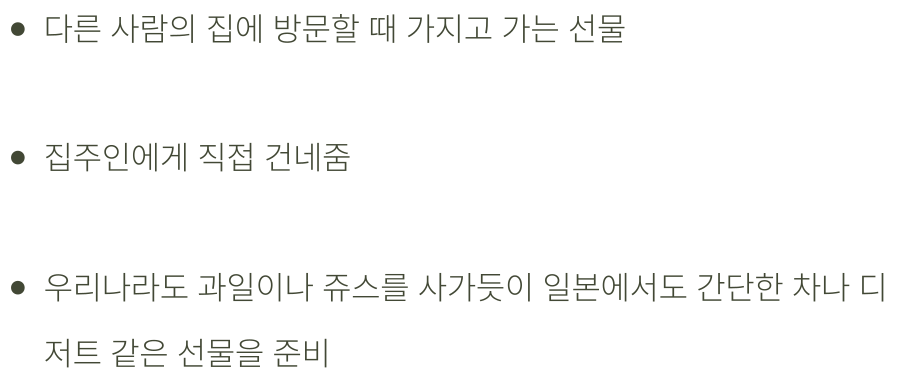 ● 다른 사람의 집에 방문할 때 가지고 가는 선물
● 집주인에게 직접 건네줌
● 우리나라도 과일이나 쥬스를 사가듯이 일본에서도 간단한 차나 디
저트 같은 선물을 준비